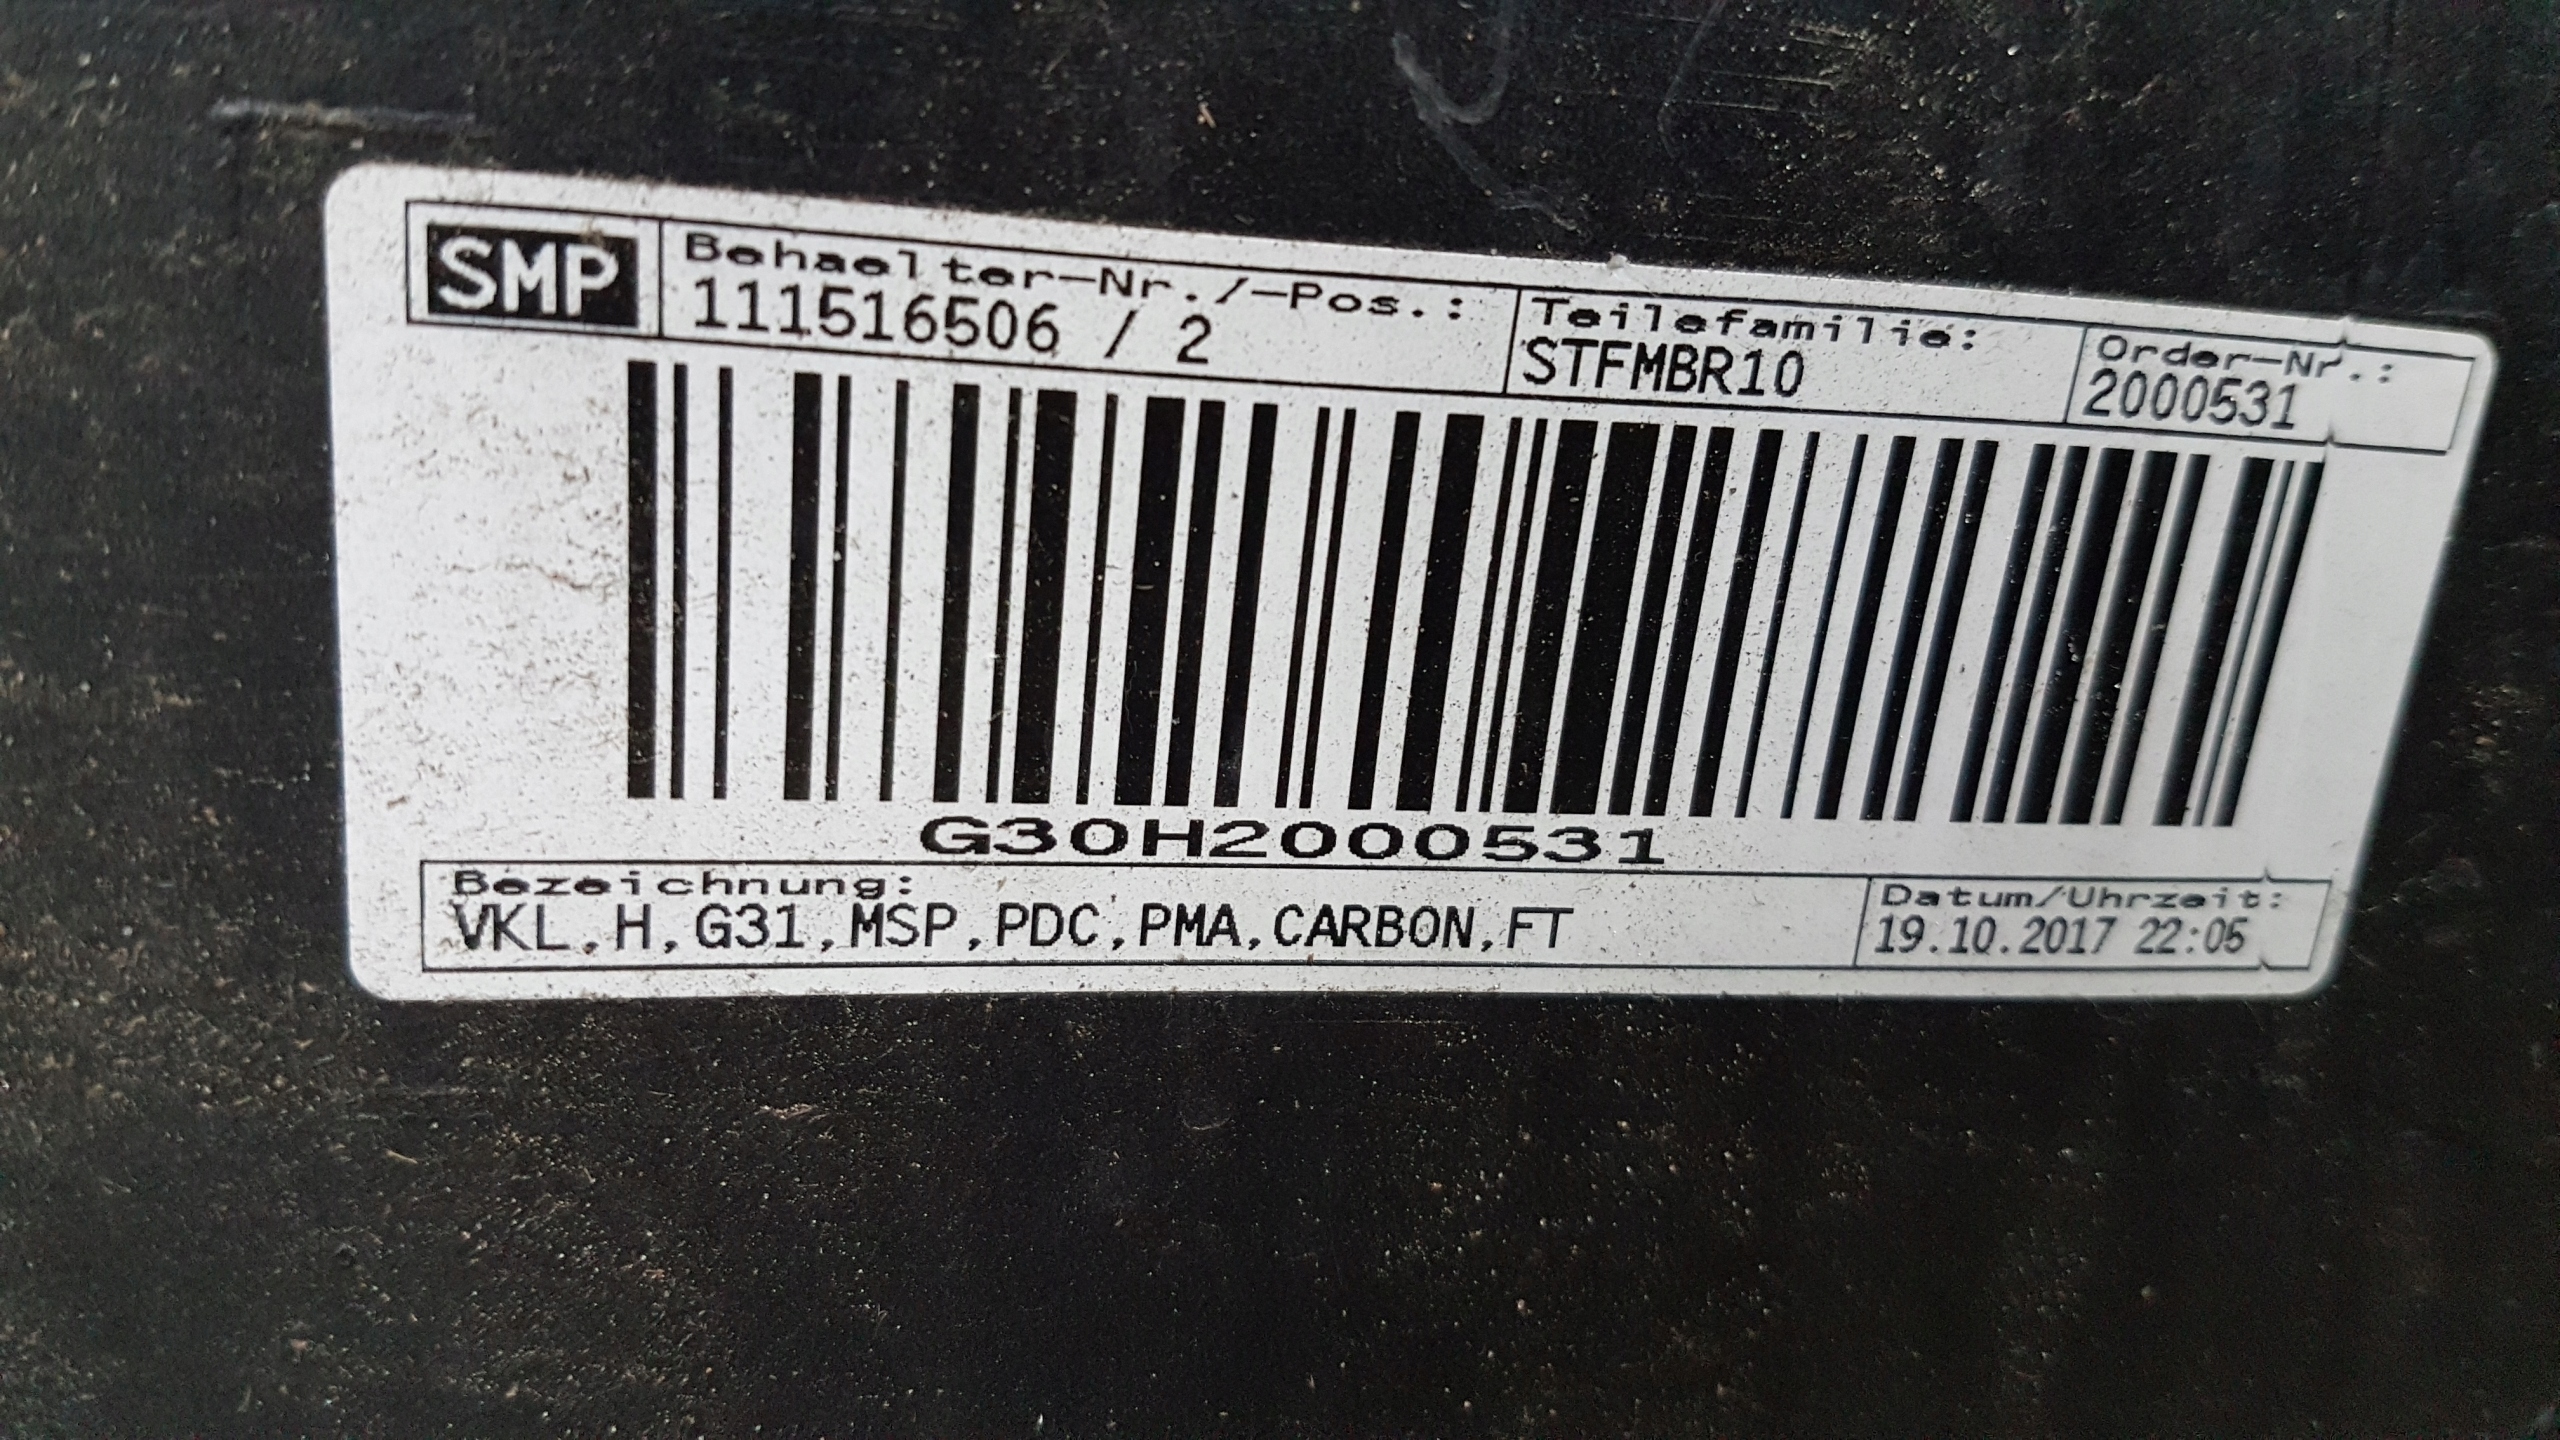 SMP
Behaelter-Nr./-Pos.:
111516506 / 2
Teilefamilie:
STFMBR10
Order-Nr.:
2000531
G30H2000531
Bezeichnung:
VKL,H,G31,MSP,PDC,PMA,CARBON,FT
Datum/Uhrzeit:
19.10.2017 22:05